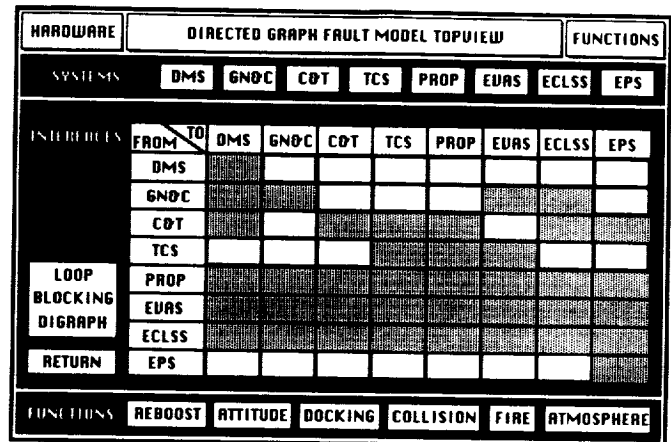 HARDWARE DIRECTED GRAPH FAULT MODEL TOPVIEW FUNCTIONS
SYSTEMS DMS GN&C C&T TCS PROP EVAS ECLSS EPS
INTERFCES FROM TO DMS GN&C C&T TCS PROP EVAS ECLSS EPS
DMS
GN&C
C&T
TCS
LOOP BLOCKING DIGRAPH
PROP
EVAS
ECLSS
RETURN EPS
FUNCTIONS REBOOST ATTITUDE DOCKING COLLISION FIRE ATMOSPHERE